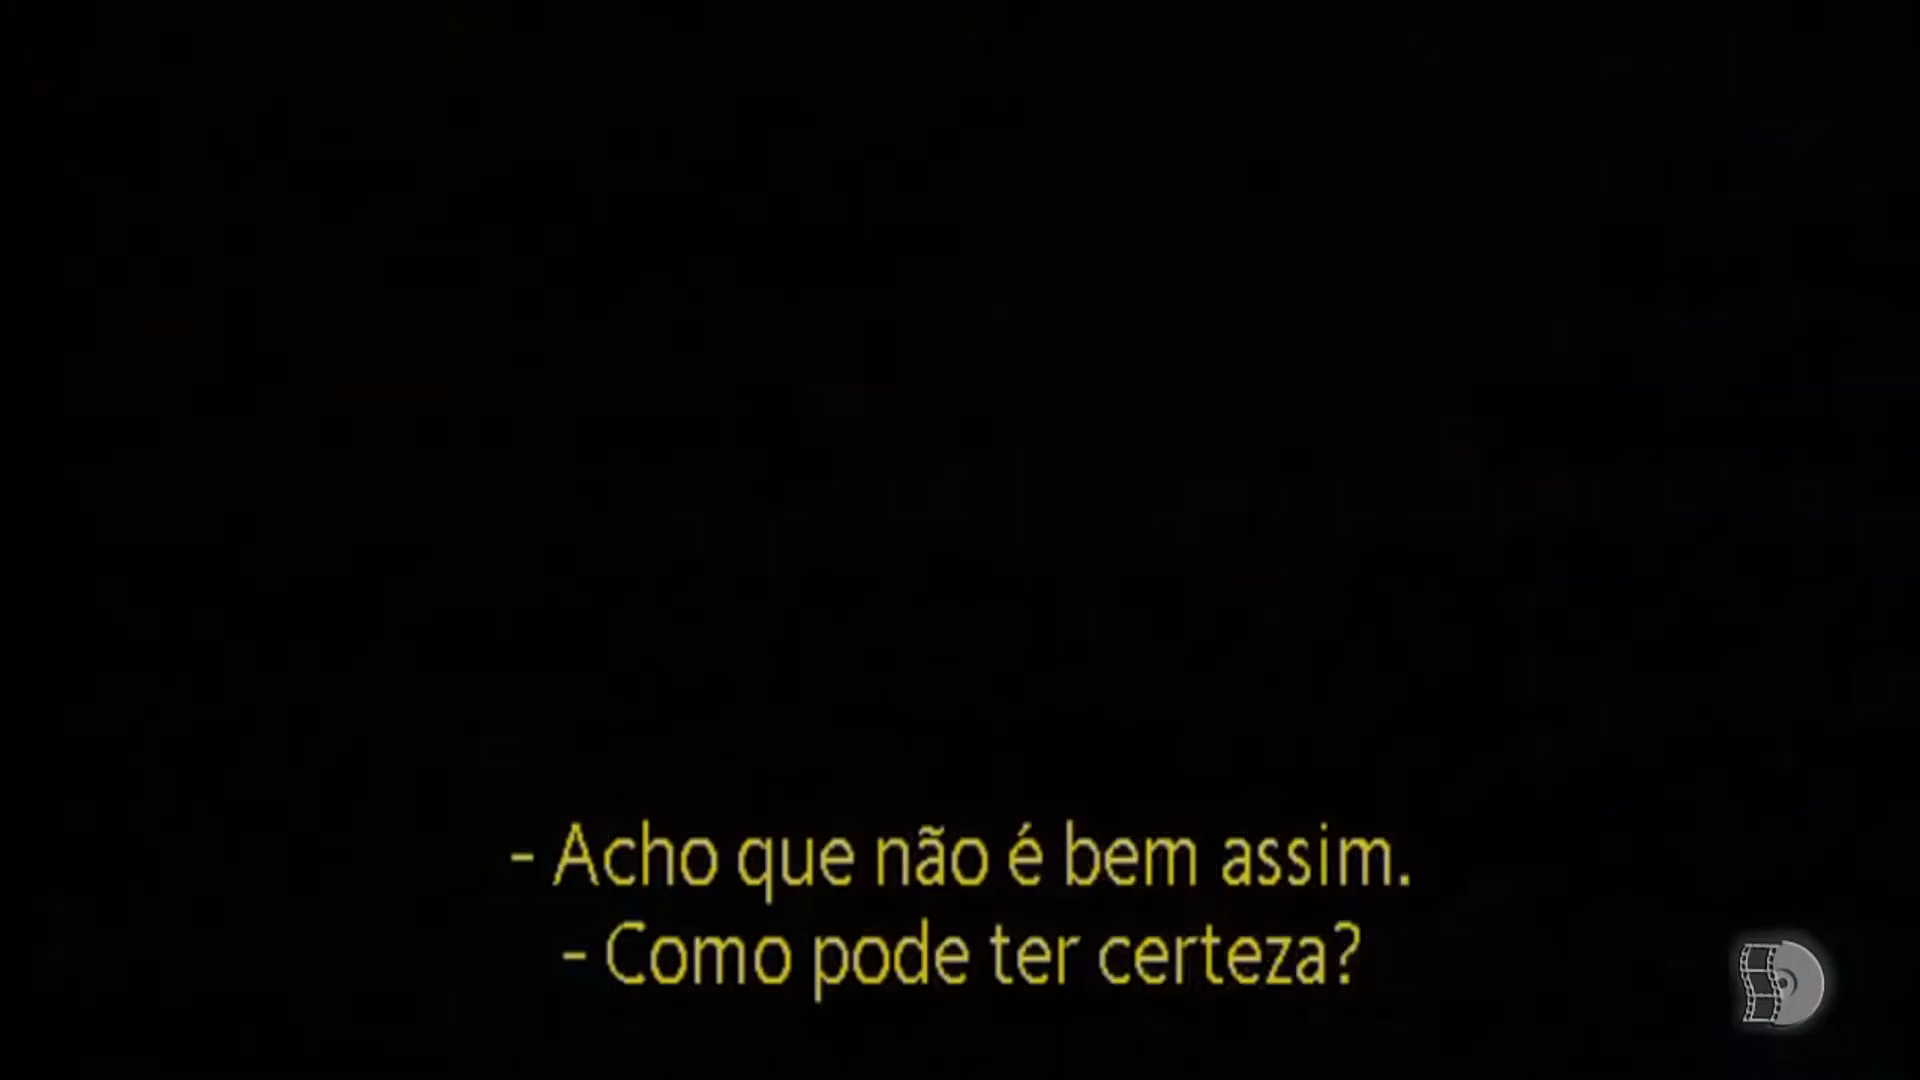 - Acho que não é bem assim.
- Como pode ter certeza?